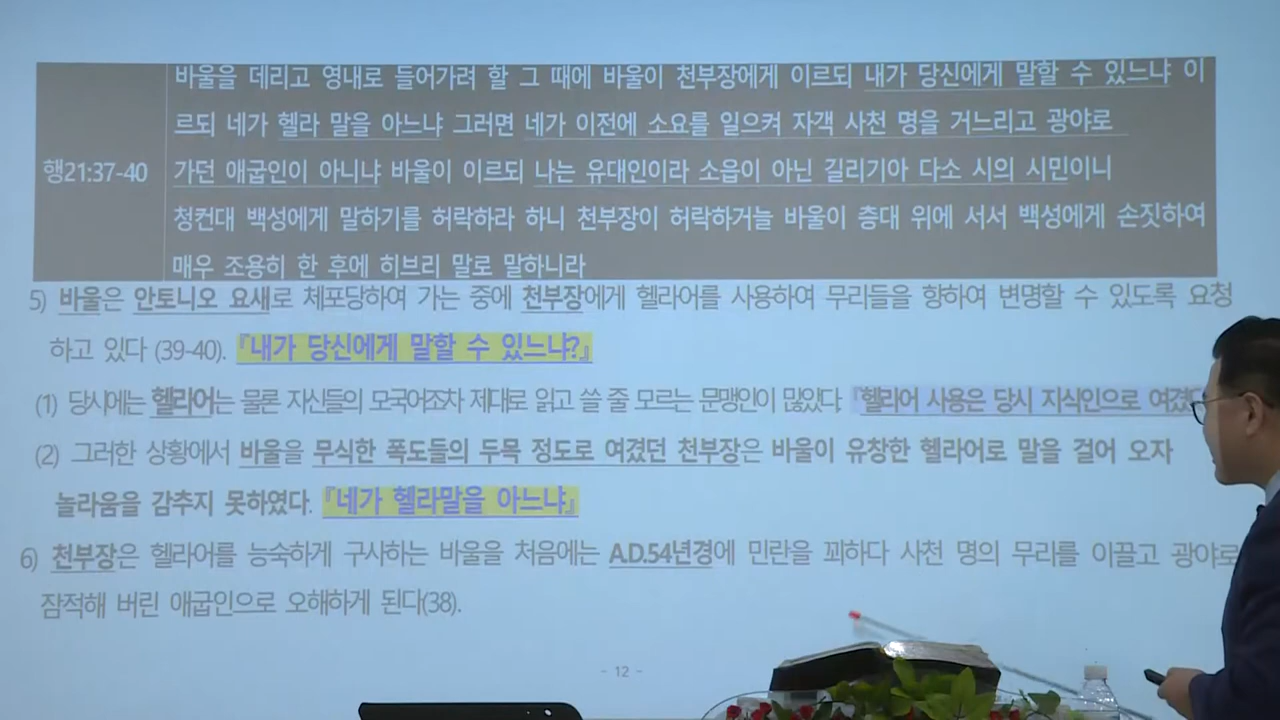 바울을 데리고 영내로 들어가려 할 그 때에 바울이 천부장에게 이르되 내가 당신에게 말할 수 있느냐 이
르되 네가 헬라 말을 아느냐 그러면 네가 이전에 소요를 일으켜 자객 사천 명을 거느리고 광야로
행21:37-40 가던 애굽인이 아니냐 바울이 이르되 나는 유대인이라 소읍이 아닌 길리기아 다소 시의 시민이니
청컨대 백성에게 말하기를 허락하라 하니 천부장이 허락하거늘 바울이 층대 위에 서서 백성에게 손짓하여
매우 조용히 한 후에 히브리 말로 말하니라
5) 바울은 안토니오 요새로 체포당하여 가는 중에 천부장에게 헬라어를 사용하여 무리들을 향하여 변명할 수 있도록 요청
하고 있다 (39-40). 『내가 당신에게 말할 수 있느냐?』
(1) 당시에는 헬라어는 물론 자신들의 모국어조차 제대로 읽고 쓸 줄 모르는 문맹인이 많았다. 『헬라어 사용은 당시 지식인으로
(2) 그러한 상황에서 바울을 무식한 폭도들의 두목 정도로 여겼던 천부장은 바울이 유창한 헬라어로 말을 걸어 오자
놀라움을 감추지 못하였다. 『네가 헬라말을 아느냐』
6) 천부장은 헬라어를 능숙하게 구사하는 바울을 처음에는 A.D.54년경에 민란을 꾀하다 사천 명의 무리를 이끌고 광야로
잠적해 버린 애굽인으로 오해하게 된다(38).
- 12 -